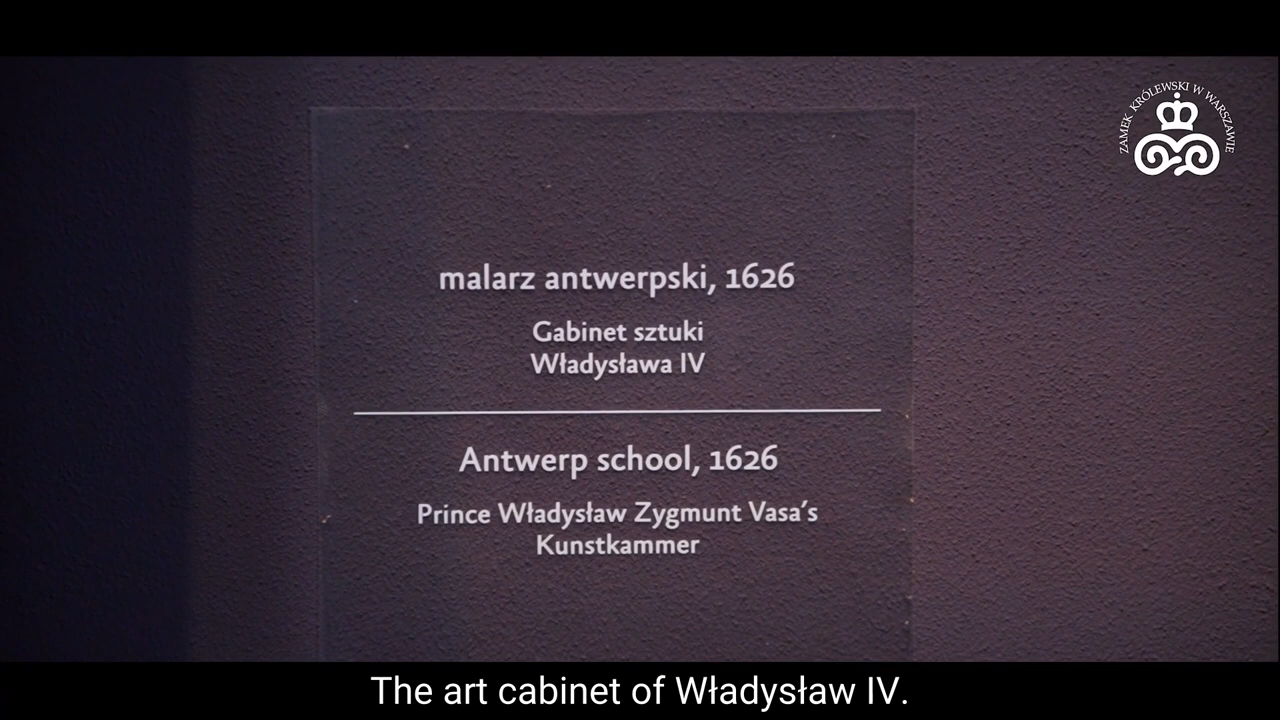 ZAMEK KRÓLEWSKI W WARSZAWIE
malarz antwerpski, 1626
Gabinet sztuki
Władysława IV
Antwerp school, 1626
Prince Władysław Zygmunt Vasa's
Kunstkammer
The art cabinet of Władysław IV.